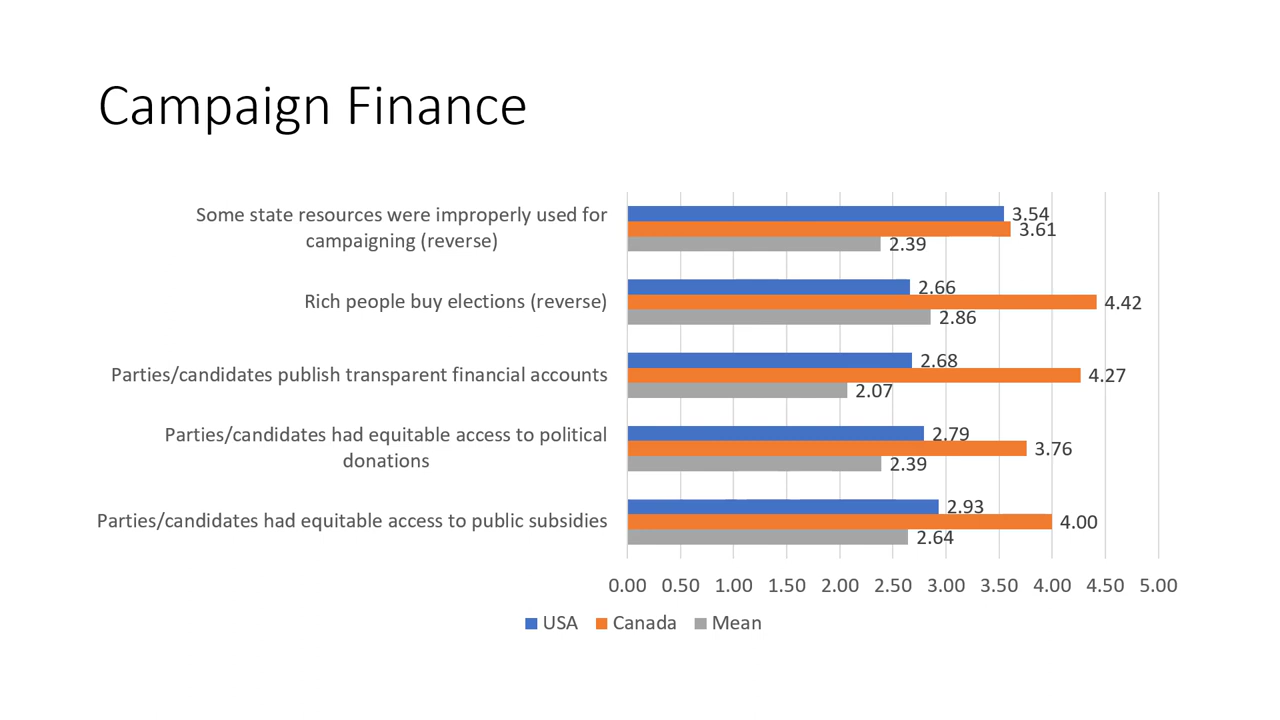 Campaign Finance
Some state resources were improperly used for
campaigning (reverse)
3.54
3.61
2.39
Rich people buy elections (reverse)
2.66
4.42
2.86
Parties/candidates publish transparent financial accounts
2.68
4.27
2.07
Parties/candidates had equitable access to political
donations
2.79
3.76
2.39
Parties/candidates had equitable access to public subsidies
2.93
4.00
2.64
0.00 0.50 1.00 1.50 2.00 2.50 3.00 3.50 4.00 4.50 5.00
USA Canada Mean